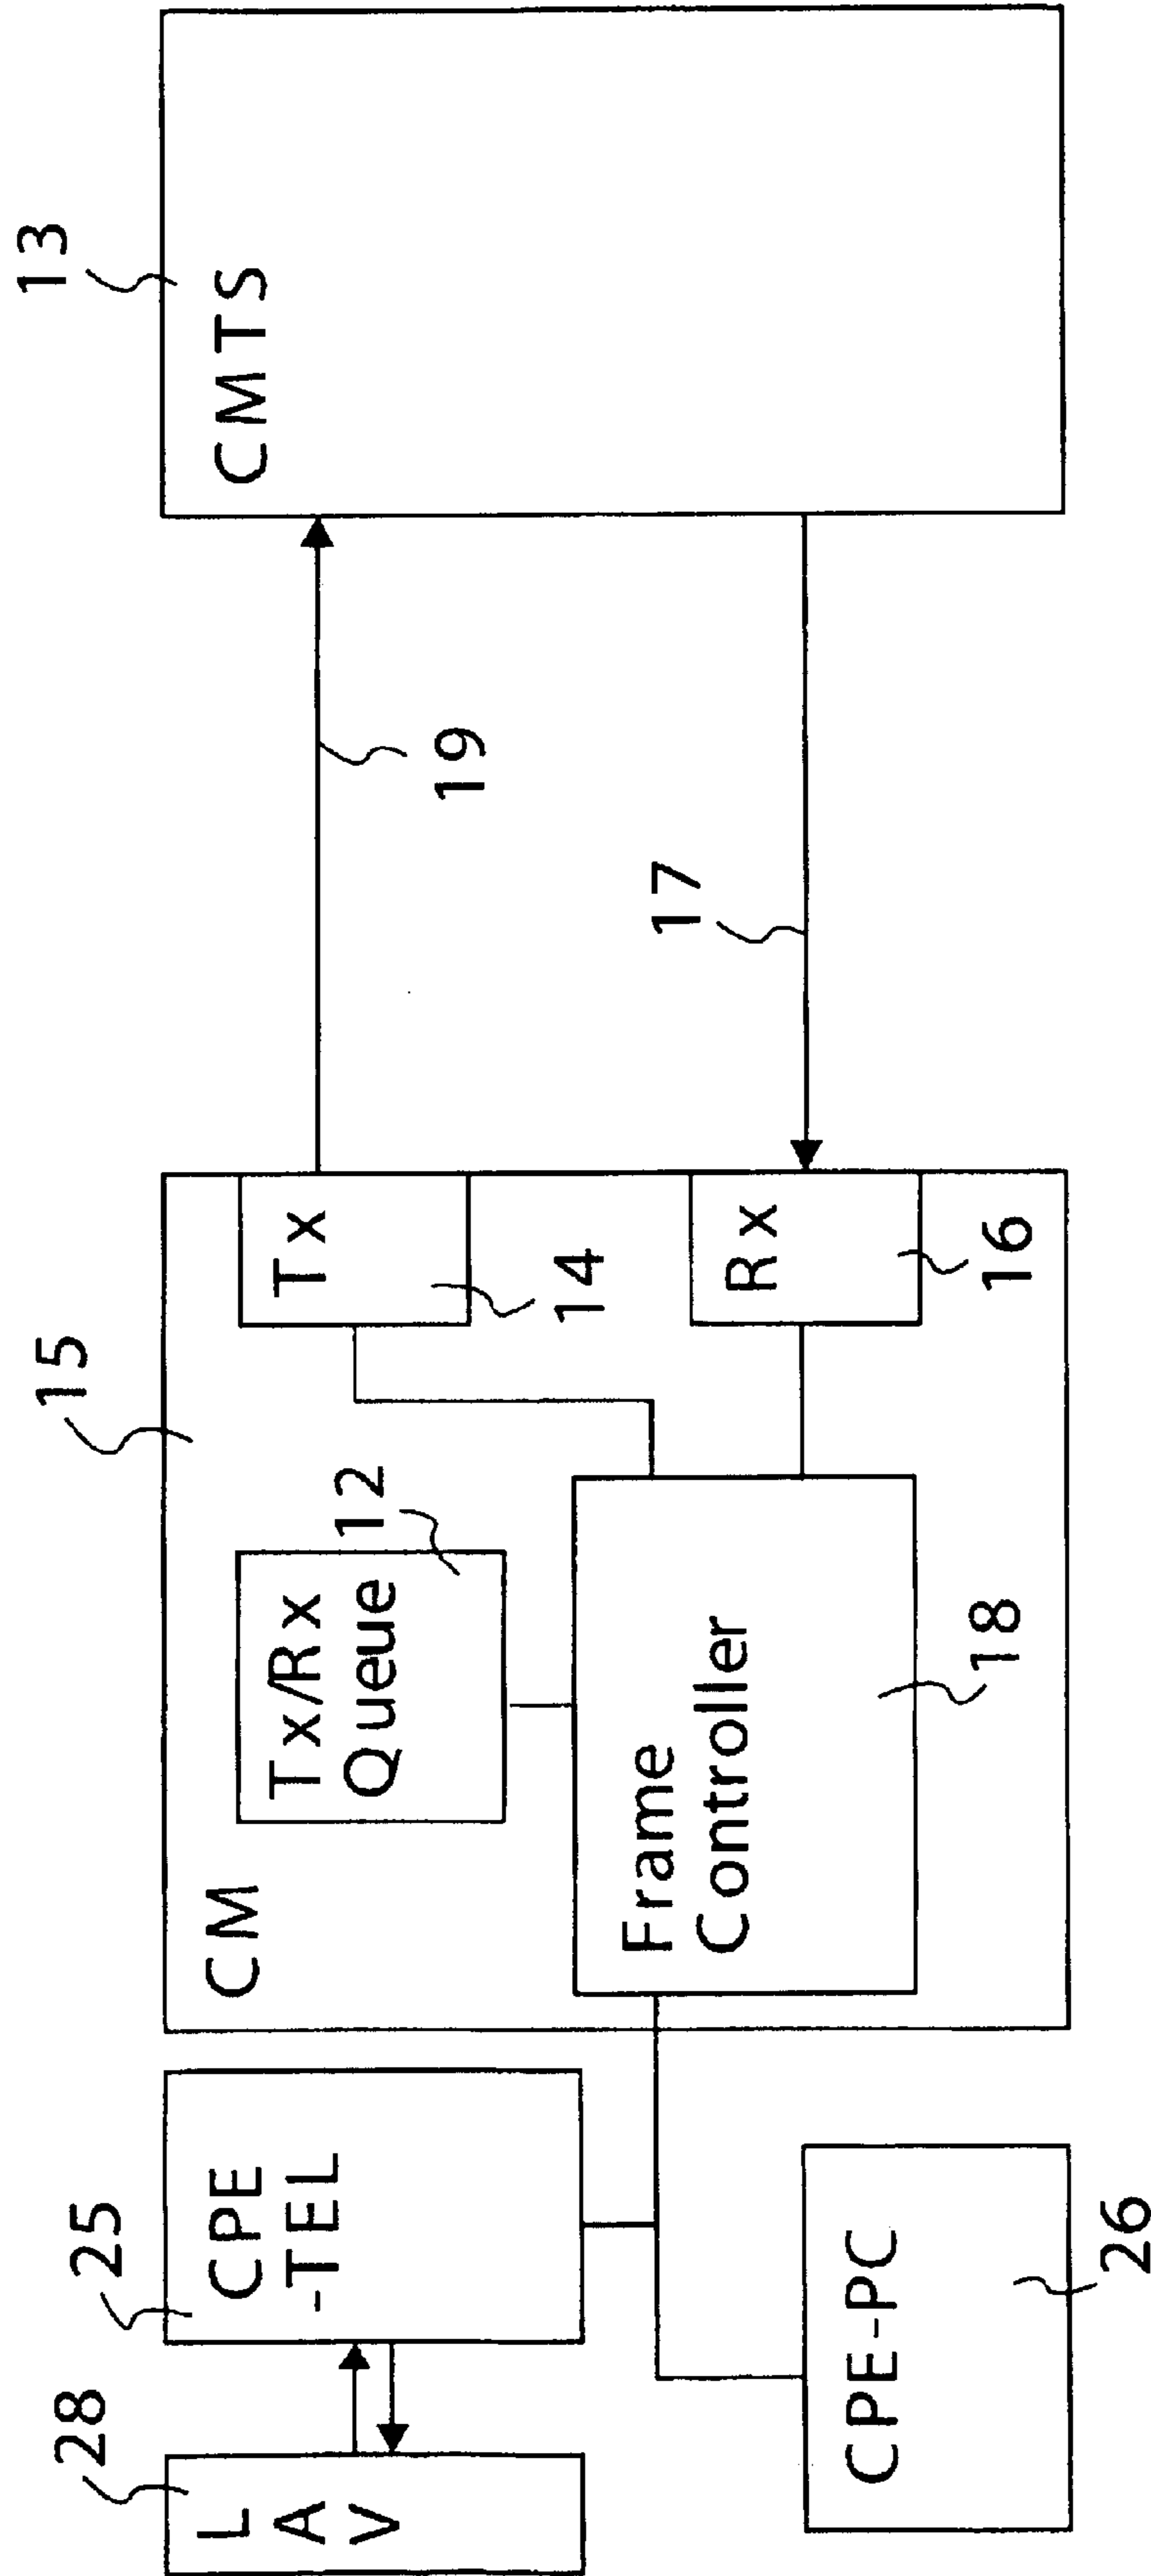 28
L
A
V
25
CPE
-TEL
CPE-PC
26
15
CM
Tx/Rx
Queue
12
Frame
Controller
18
Tx
14
Rx
16
19
17
13
CMTS